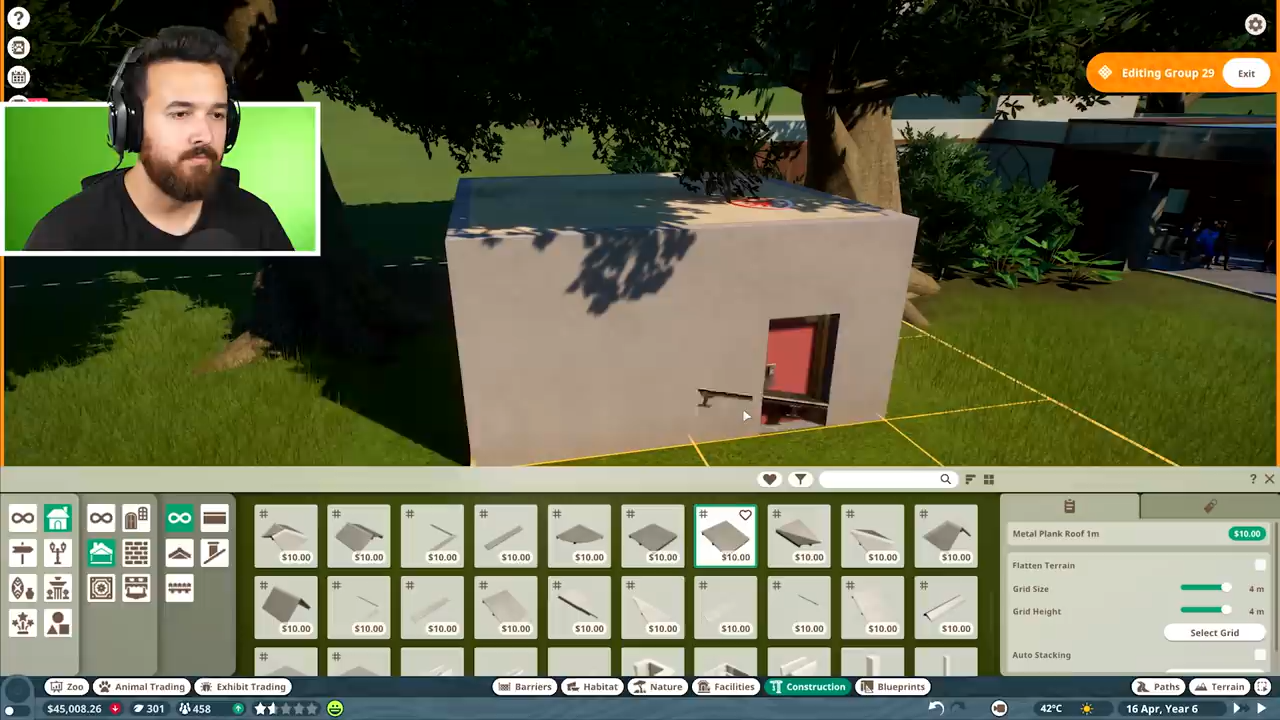 ?
Editing Group 29
Exit
?
$10.00 $10.00 $10.00 $10.00 $10.00 $10.00 $10.00 $10.00 $10.00 $10.00
$10.00 $10.00 $10.00 $10.00 $10.00 $10.00 $10.00 $10.00 $10.00 $10.00
Metal Plank Roof 1m $10.00
Flatten Terrain
Grid Size 4 m
Grid Height 4 m
Select Grid
Auto Stacking
Zoo Animal Trading Exhibit Trading Barriers Habitat Nature Facilities Construction Blueprints Paths Terrain
$45,008.26 301 458 42°C 16 Apr, Year 6